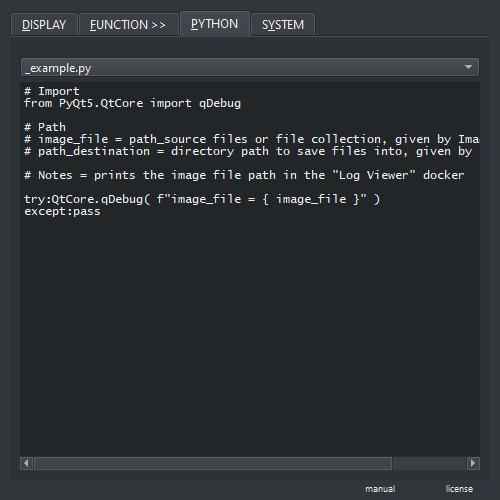 DISPLAY FUNCTION >> PYTHON SYSTEM
_example.py
# Import
from PyQt5.QtCore import qDebug
# Path
# image_file = path_source files or file collection, given by Ima
# path_destination = directory path to save files into, given by
# Notes = prints the image file path in the "Log Viewer" docker
try:QtCore.qDebug( f"image_file = { image_file }" )
except:pass
manual license